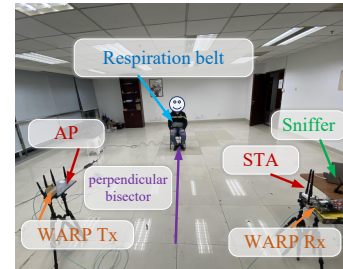 Respiration belt
AP
Sniffer
STA
perpendicular
bisector
WARP Tx
WARP Rx